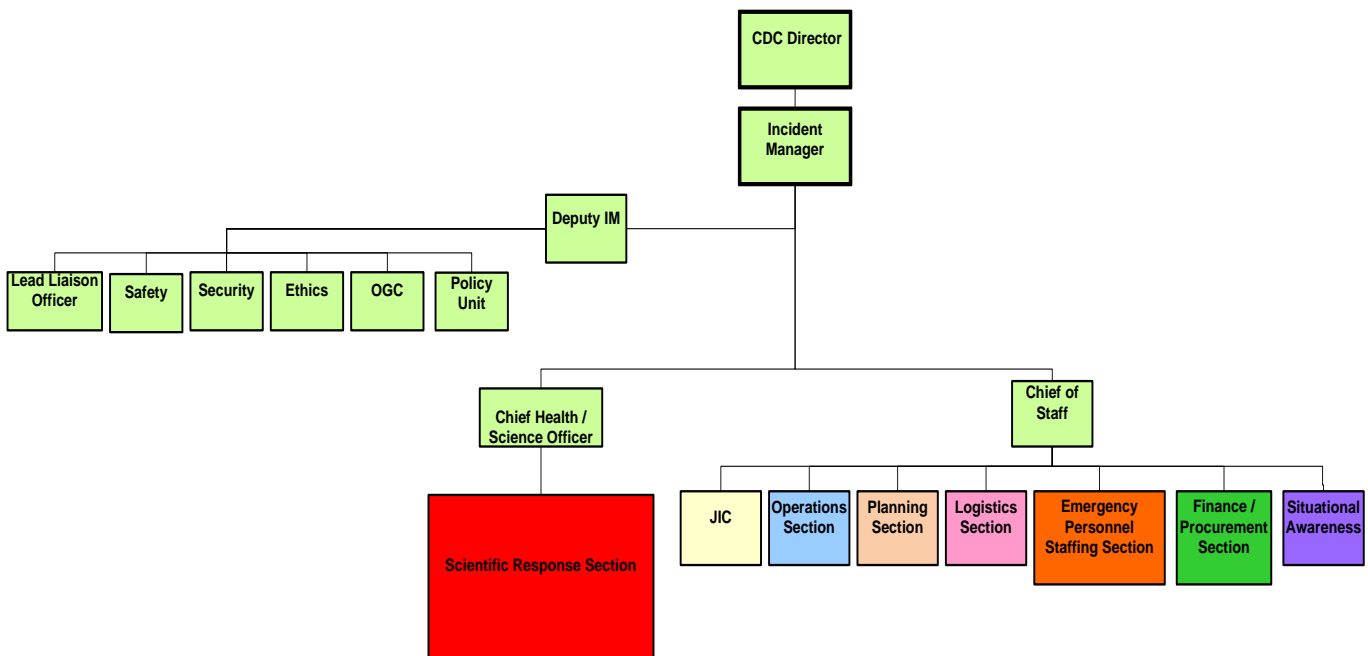 CDC Director
Incident
Manager
Deputy IM
Lead Liaison
Officer
Safety
Security
Ethics
OGC
Policy
Unit
Chief Health /
Science Officer
Chief of
Staff
Scientific Response Section
JIC
Operations
Section
Planning
Section
Logistics
Section
Emergency
Personnel
Staffing Section
Finance /
Procurement
Section
Situational
Awareness